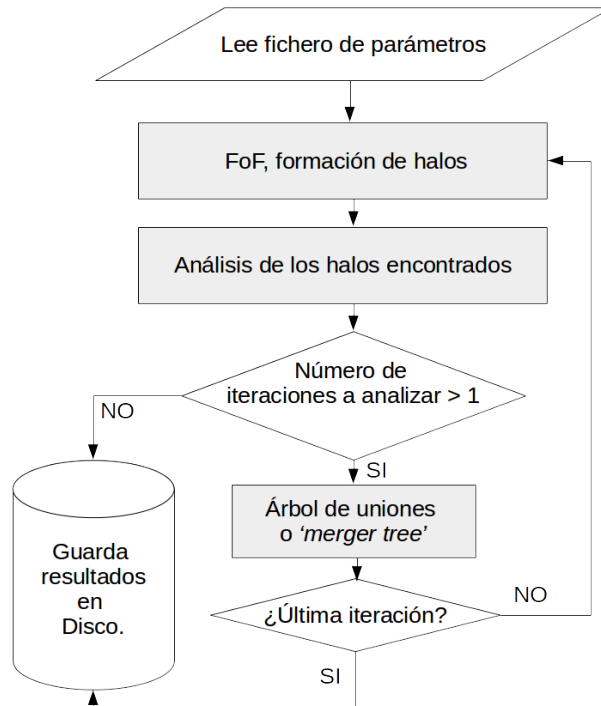 Lee fichero de parámetros
FoF, formación de halos
Análisis de los halos encontrados
Número de
iteraciones a analizar > 1
NO
SI
Árbol de uniones
o ‘merger tree’
Guarda
resultados
en
Disco.
¿Última iteración?
NO
SI